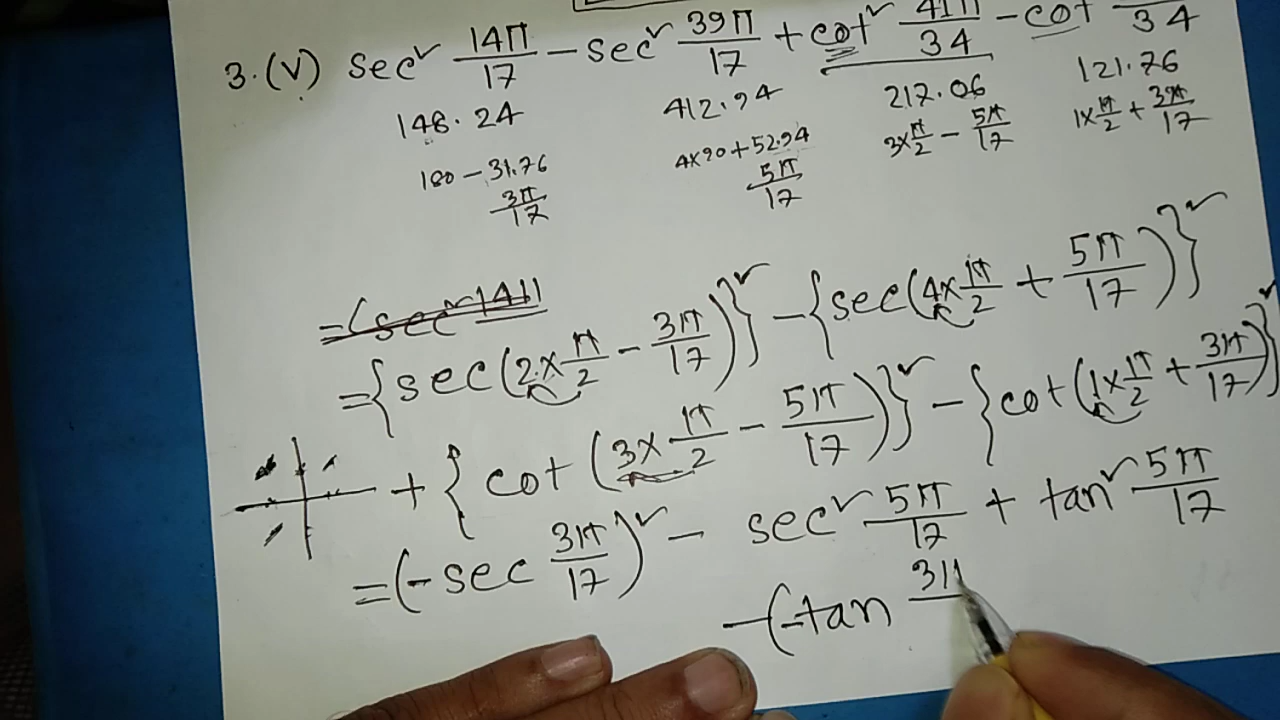 3.(v) sec² 14π/17 − sec² 39π/17 + cot² 41π/34 − cot 34
148.24 412.94 217.06 121.76
180 − 31.76 4×90 + 52.94 3×π/2 − 5π/17 1×π/2 + 3π/17
3π/17 5π/17
= {sec(2×π/2 − 3π/17)}² − {sec(4×π/2 + 5π/17)}²
+ {cot(3×π/2 − 5π/17)}² − {cot(1×π/2 + 3π/17)}²
= (−sec 3π/17)² − sec² 5π/17 + tan² 5π/17
−(−tan 3π